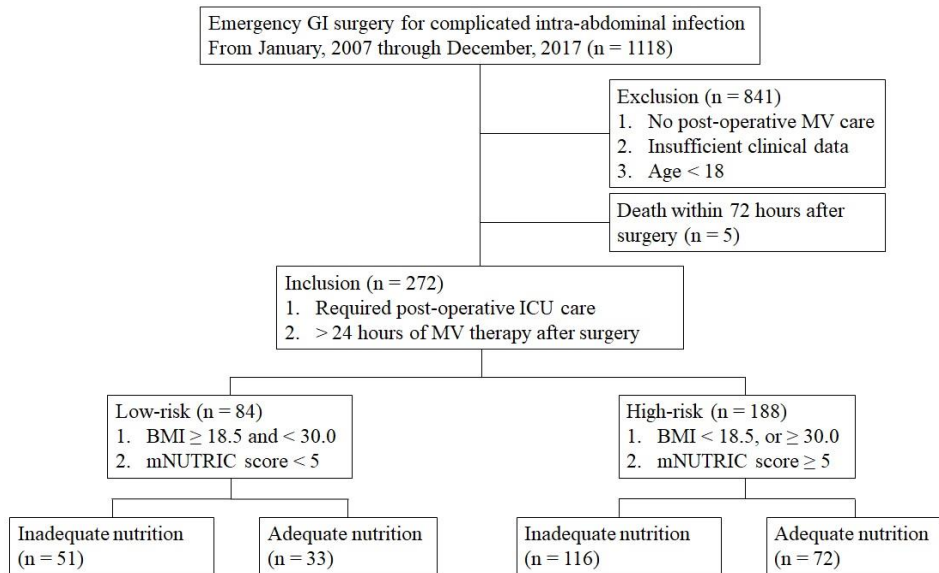 Emergency GI surgery for complicated intra-abdominal infection
From January, 2007 through December, 2017 (n = 1118)
Exclusion (n = 841)
1. No post-operative MV care
2. Insufficient clinical data
3. Age < 18
Death within 72 hours after
surgery (n = 5)
Inclusion (n = 272)
1. Required post-operative ICU care
2. > 24 hours of MV therapy after surgery
Low-risk (n = 84)
1. BMI ≥ 18.5 and < 30.0
2. mNUTRIC score < 5
High-risk (n = 188)
1. BMI < 18.5, or ≥ 30.0
2. mNUTRIC score ≥ 5
Inadequate nutrition
(n = 51)
Adequate nutrition
(n = 33)
Inadequate nutrition
(n = 116)
Adequate nutrition
(n = 72)